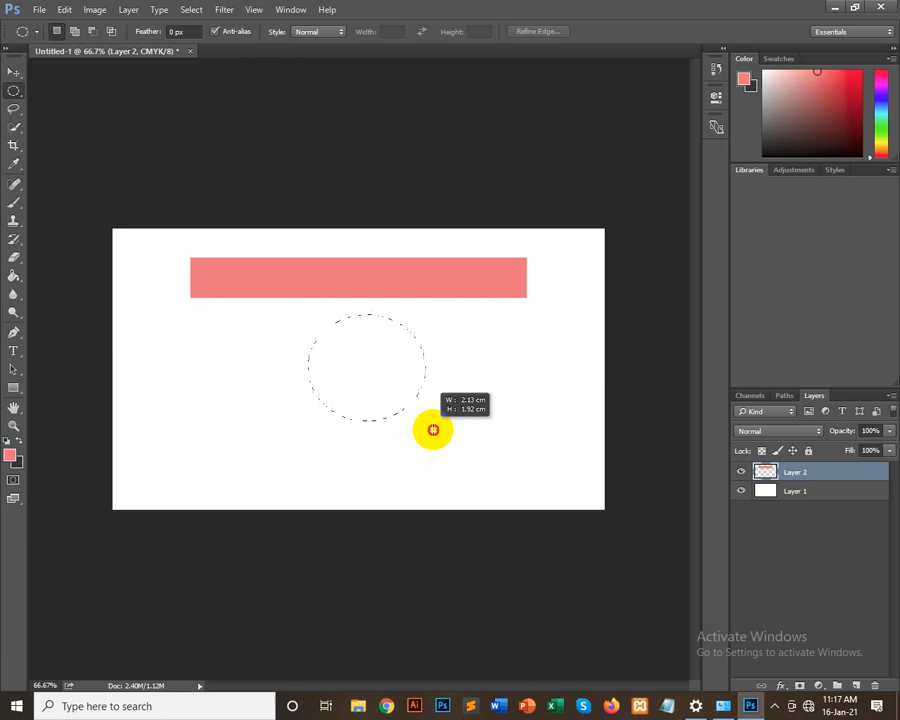 Ps File Edit Image Layer Type Select Filter View Window Help
Feather: 0 px Anti-alias Style: Normal Width: Height: Refine Edge... Essentials
Untitled-1 @ 66.7% (Layer 2, CMYK/8) *
Color Swatches
Libraries Adjustments Styles
W: 2.13 cm
H: 1.92 cm
Channels Paths Layers
Kind
Normal Opacity: 100%
Lock: Fill: 100%
Layer 2
Layer 1
Activate Windows
Go to Settings to activate Windows.
66.67% Doc: 2.40M/1.12M
Type here to search
11:17 AM
16-Jan-21